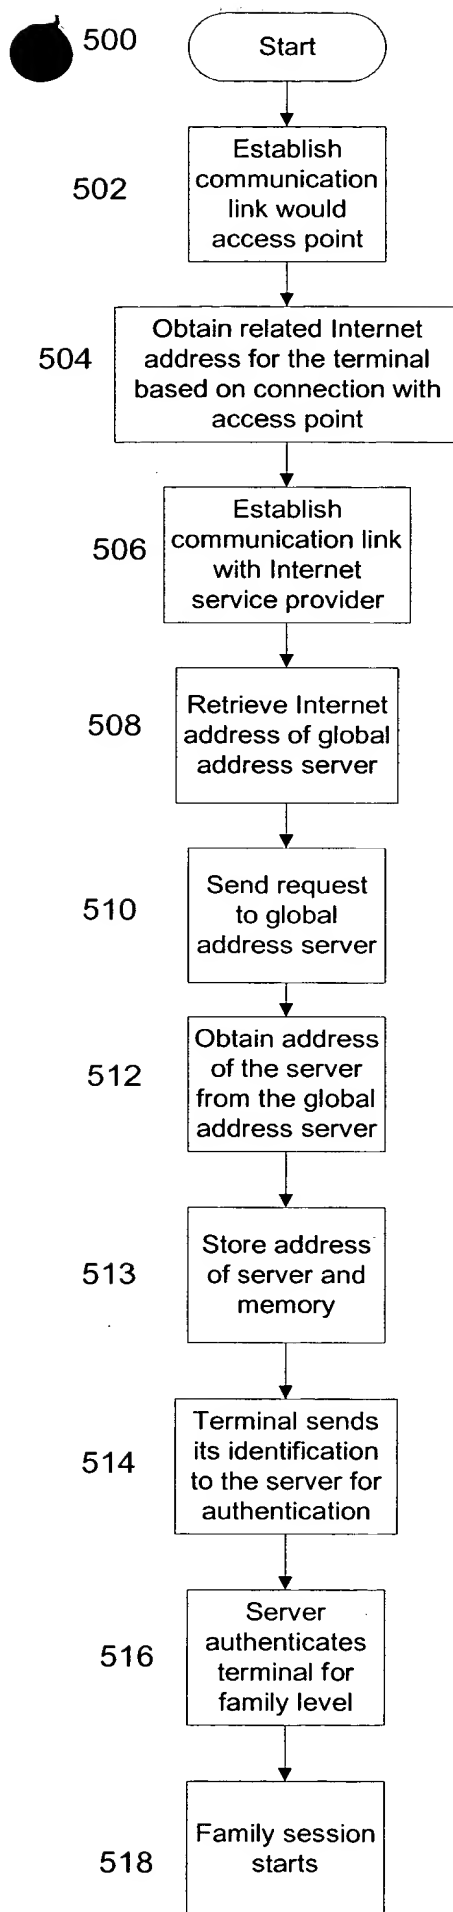 500
Start
502
Establish
communication
link would
access point
504
Obtain related Internet
address for the terminal
based on connection with
access point
506
Establish
communication link
with Internet
service provider
508
Retrieve Internet
address of global
address server
510
Send request
to global
address server
512
Obtain address
of the server
from the global
address server
513
Store address
of server and
memory
514
Terminal sends
its identification
to the server for
authentication
516
Server
authenticates
terminal for
family level
518
Family session
starts